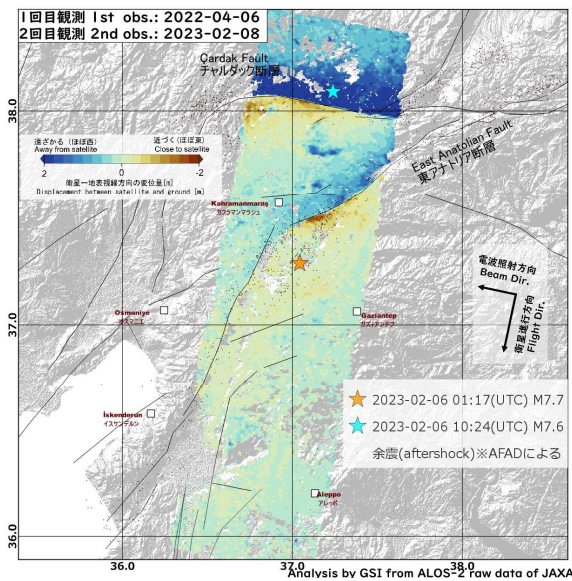 1回目観測 1st obs.: 2022-04-06
2回目観測 2nd obs.: 2023-02-08
Çardak Fault
チャルダック断層
38.0
38.0
遠ざかる（ほぼ西）
Away from satellite
近づく（ほぼ東）
Close to satellite
2 0 -2
衛星ー地表視線方向の変位量[m]
Displacement between satellite and ground [m]
East Anatolian Fault
東アナトリア断層
Kahramanmaraş
カフラマンマラシュ
電波照射方向
Beam Dir.
衛星進行方向
Flight Dir.
Osmaniye
オスマニエ
Gaziantep
ガズィアンテプ
37.0
37.0
2023-02-06 01:17(UTC) M7.7
2023-02-06 10:24(UTC) M7.6
余震(aftershock)※AFADによる
İskenderun
イスケンデルン
Aleppo
アレッポ
36.0
36.0
36.0 37.0 38.0
Analysis by GSI from ALOS-2 raw data of JAXA